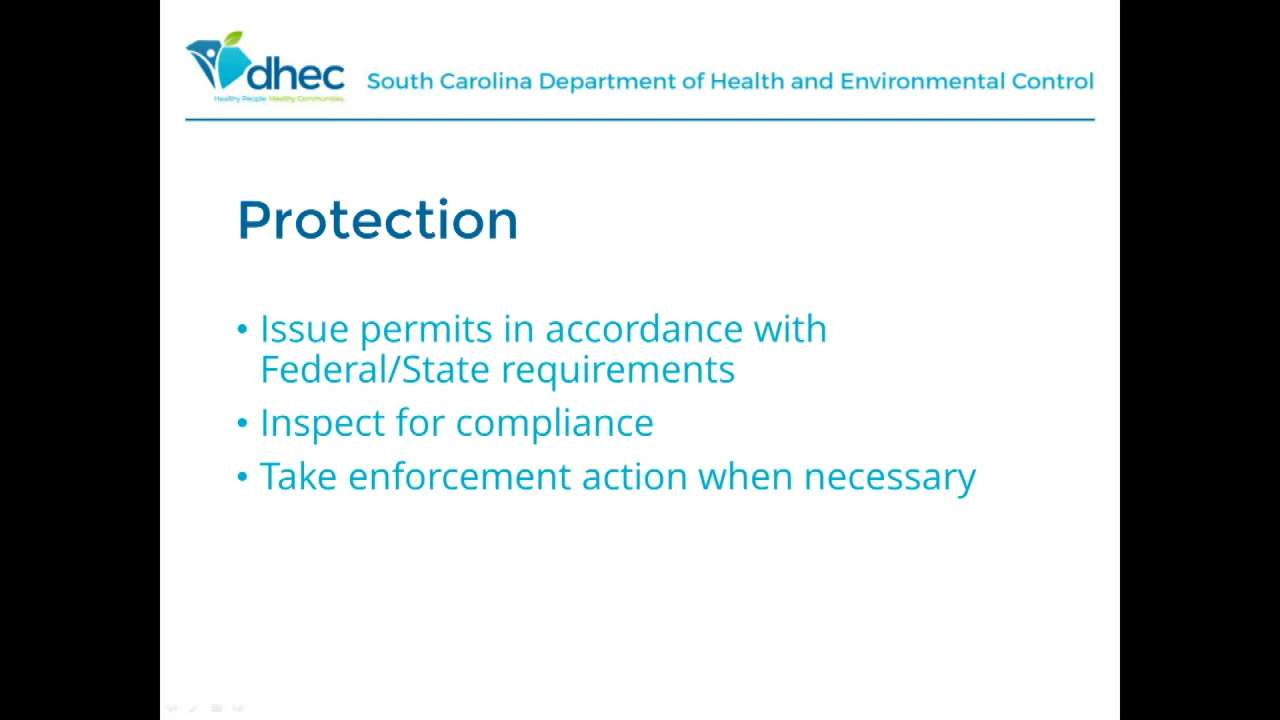 dhec
Healthy People. Healthy Communities.
South Carolina Department of Health and Environmental Control
Protection
• Issue permits in accordance with
Federal/State requirements
• Inspect for compliance
• Take enforcement action when necessary